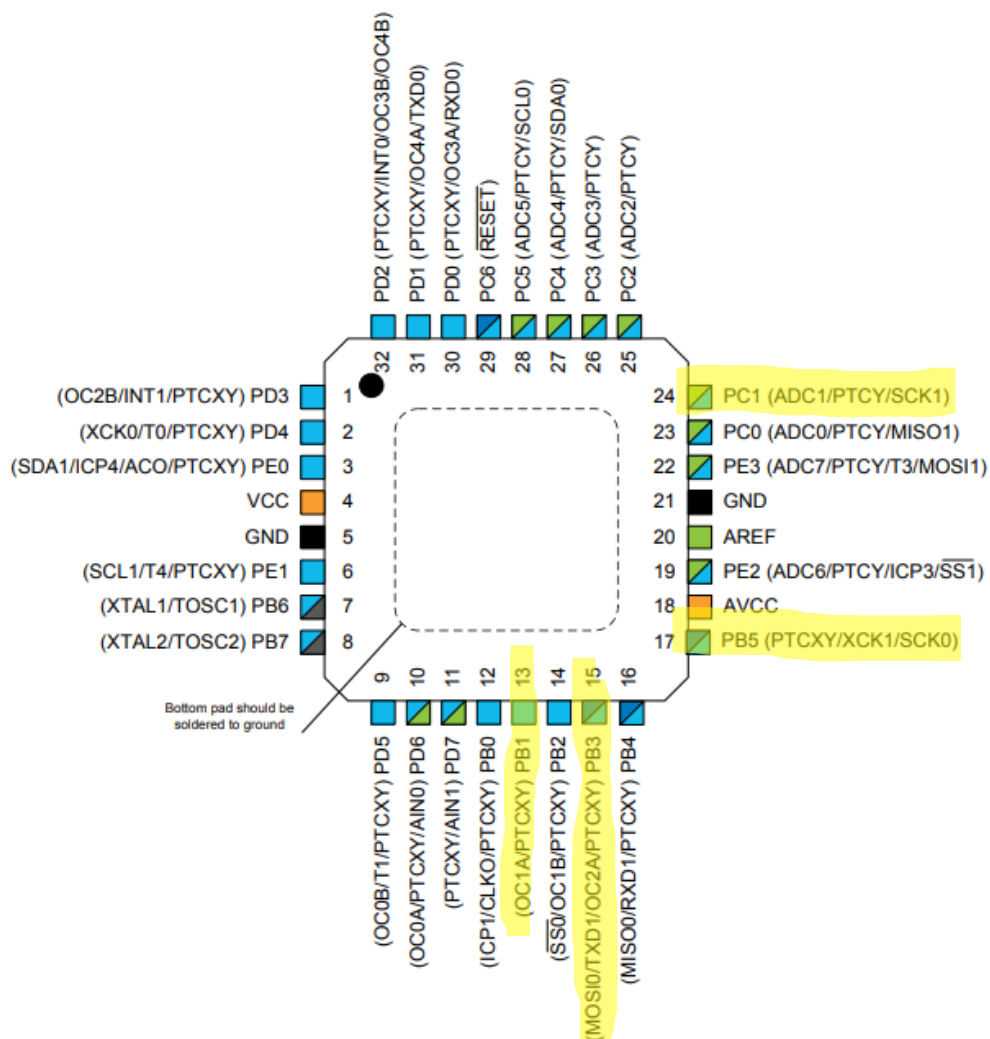 PD2 (PTCXY/INT0/OC3B/OC4B)
PD1 (PTCXY/OC4A/TXD0)
PD0 (PTCXY/OC3A/RXD0)
PC6 (RESET)
PC5 (ADC5/PTCY/SCL0)
PC4 (ADC4/PTCY/SDA0)
PC3 (ADC3/PTCY)
PC2 (ADC2/PTCY)
32
31
30
29
28
27
26
25
(OC2B/INT1/PTCXY) PD3 1
(XCK0/T0/PTCXY) PD4 2
(SDA1/ICP4/ACO/PTCXY) PE0 3
VCC 4
GND 5
(SCL1/T4/PTCXY) PE1 6
(XTAL1/TOSC1) PB6 7
(XTAL2/TOSC2) PB7 8
24 PC1 (ADC1/PTCY/SCK1)
23 PC0 (ADC0/PTCY/MISO1)
22 PE3 (ADC7/PTCY/T3/MOSI1)
21 GND
20 AREF
19 PE2 (ADC6/PTCY/ICP3/SS1)
18 AVCC
17 PB5 (PTCXY/XCK1/SCK0)
9
10
11
12
13
14
15
16
Bottom pad should be
soldered to ground
(OC0B/T1/PTCXY) PD5
(OC0A/PTCXY/AIN0) PD6
(PTCXY/AIN1) PD7
(ICP1/CLKO/PTCXY) PB0
(OC1A/PTCXY) PB1
(SS0/OC1B/PTCXY) PB2
(MOSI0/TXD1/OC2A/PTCXY) PB3
(MISO0/RXD1/PTCXY) PB4